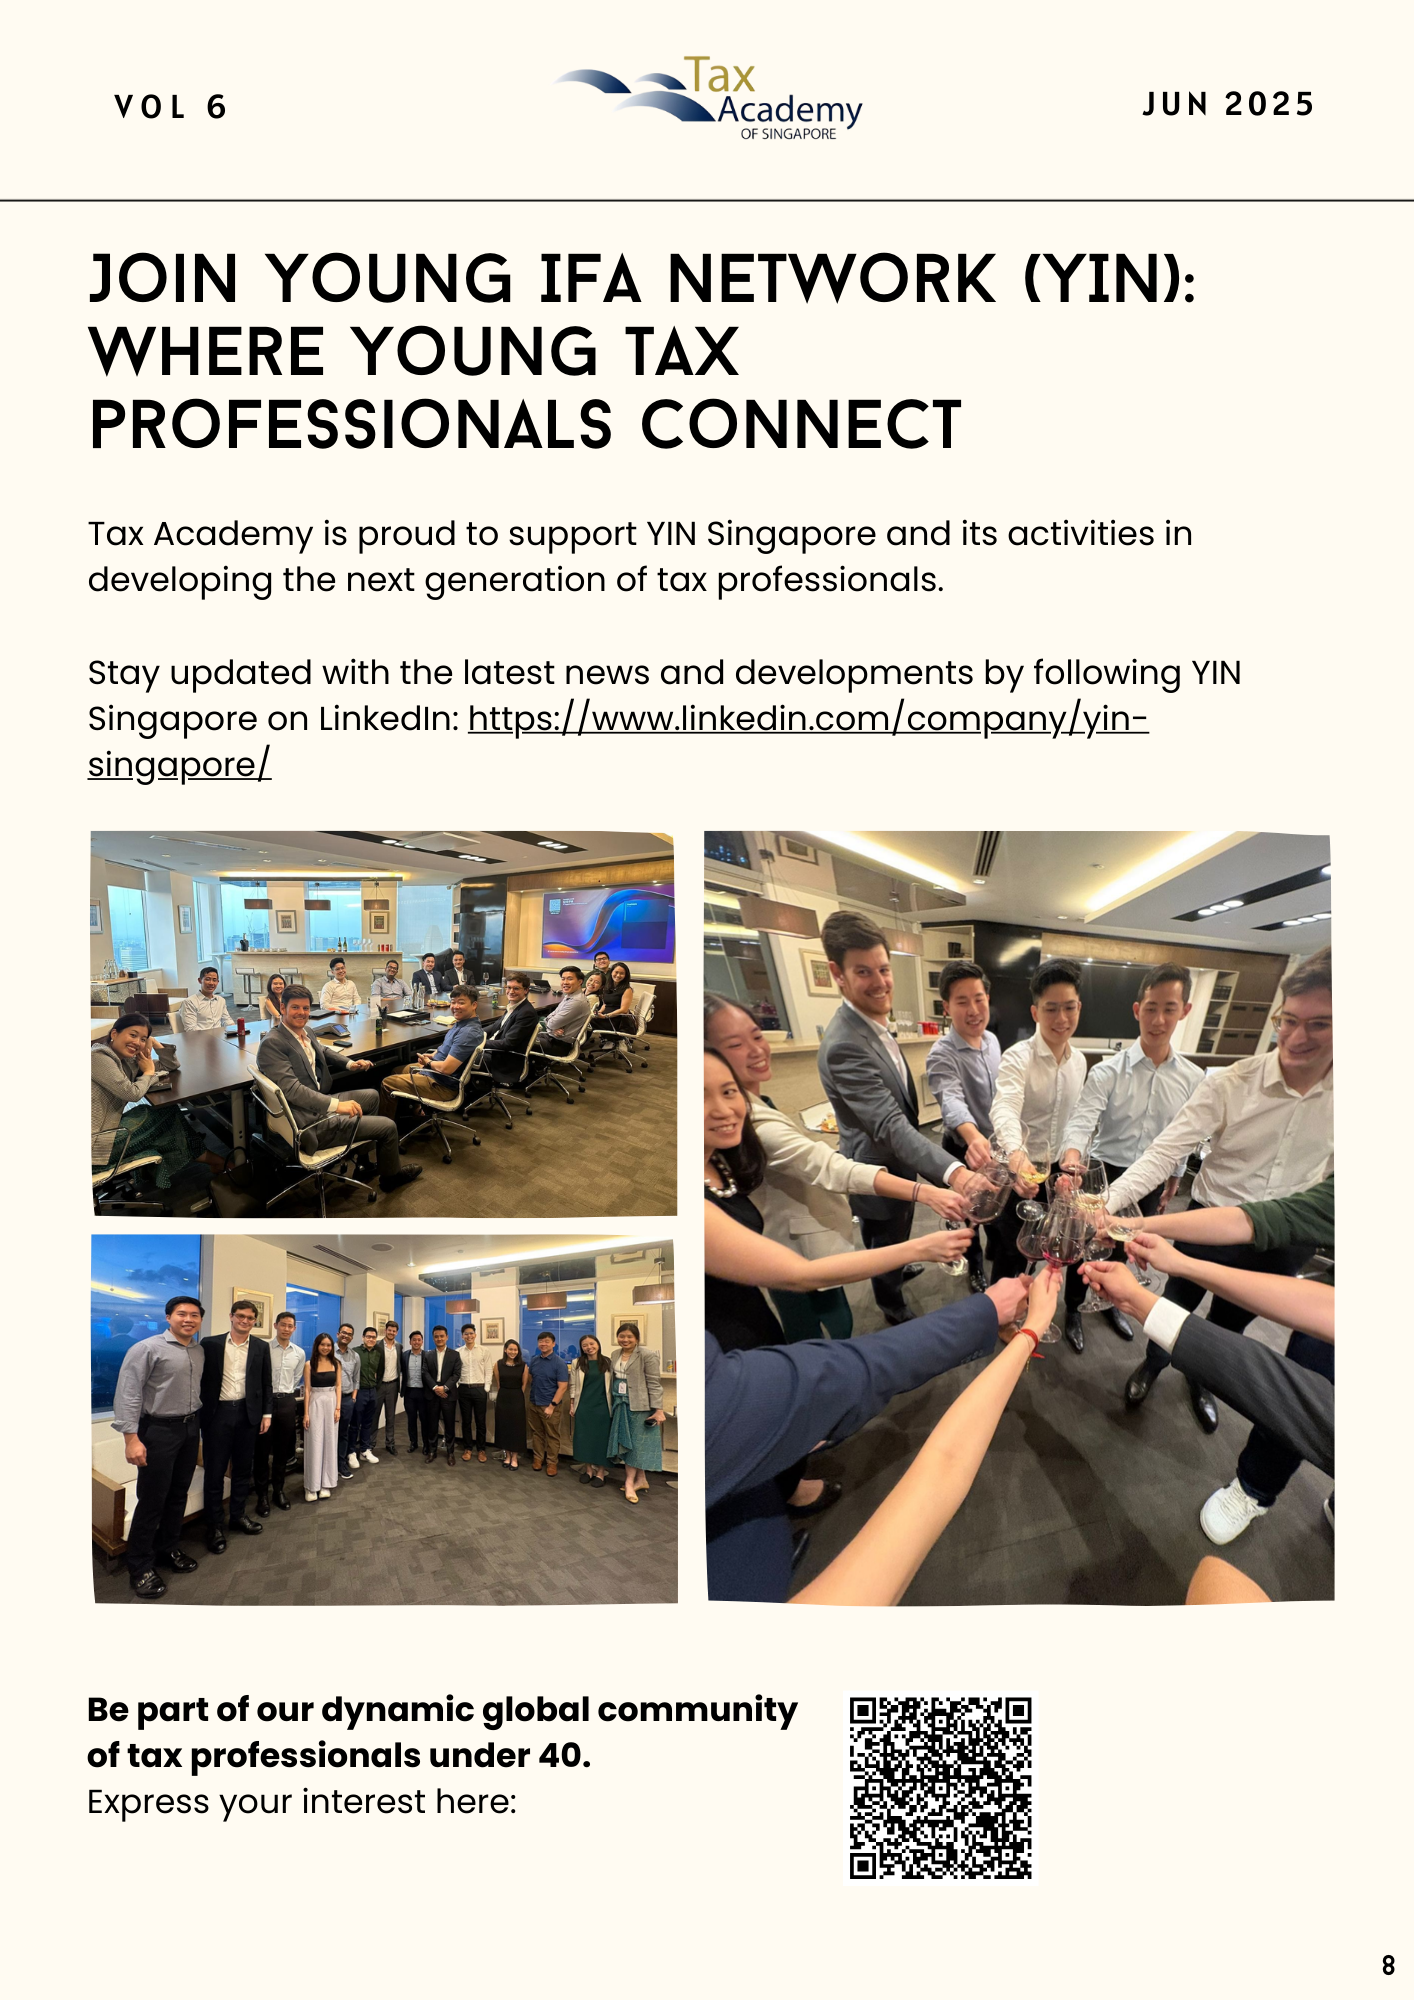 VOL 6
Tax
Academy
OF SINGAPORE
JUN 2025
JOIN YOUNG IFA NETWORK (YIN):
WHERE YOUNG TAX
PROFESSIONALS CONNECT
Tax Academy is proud to support YIN Singapore and its activities in
developing the next generation of tax professionals.
Stay updated with the latest news and developments by following YIN
Singapore on LinkedIn: https://www.linkedin.com/company/yin-
singapore/
Be part of our dynamic global community
of tax professionals under 40.
Express your interest here:
8